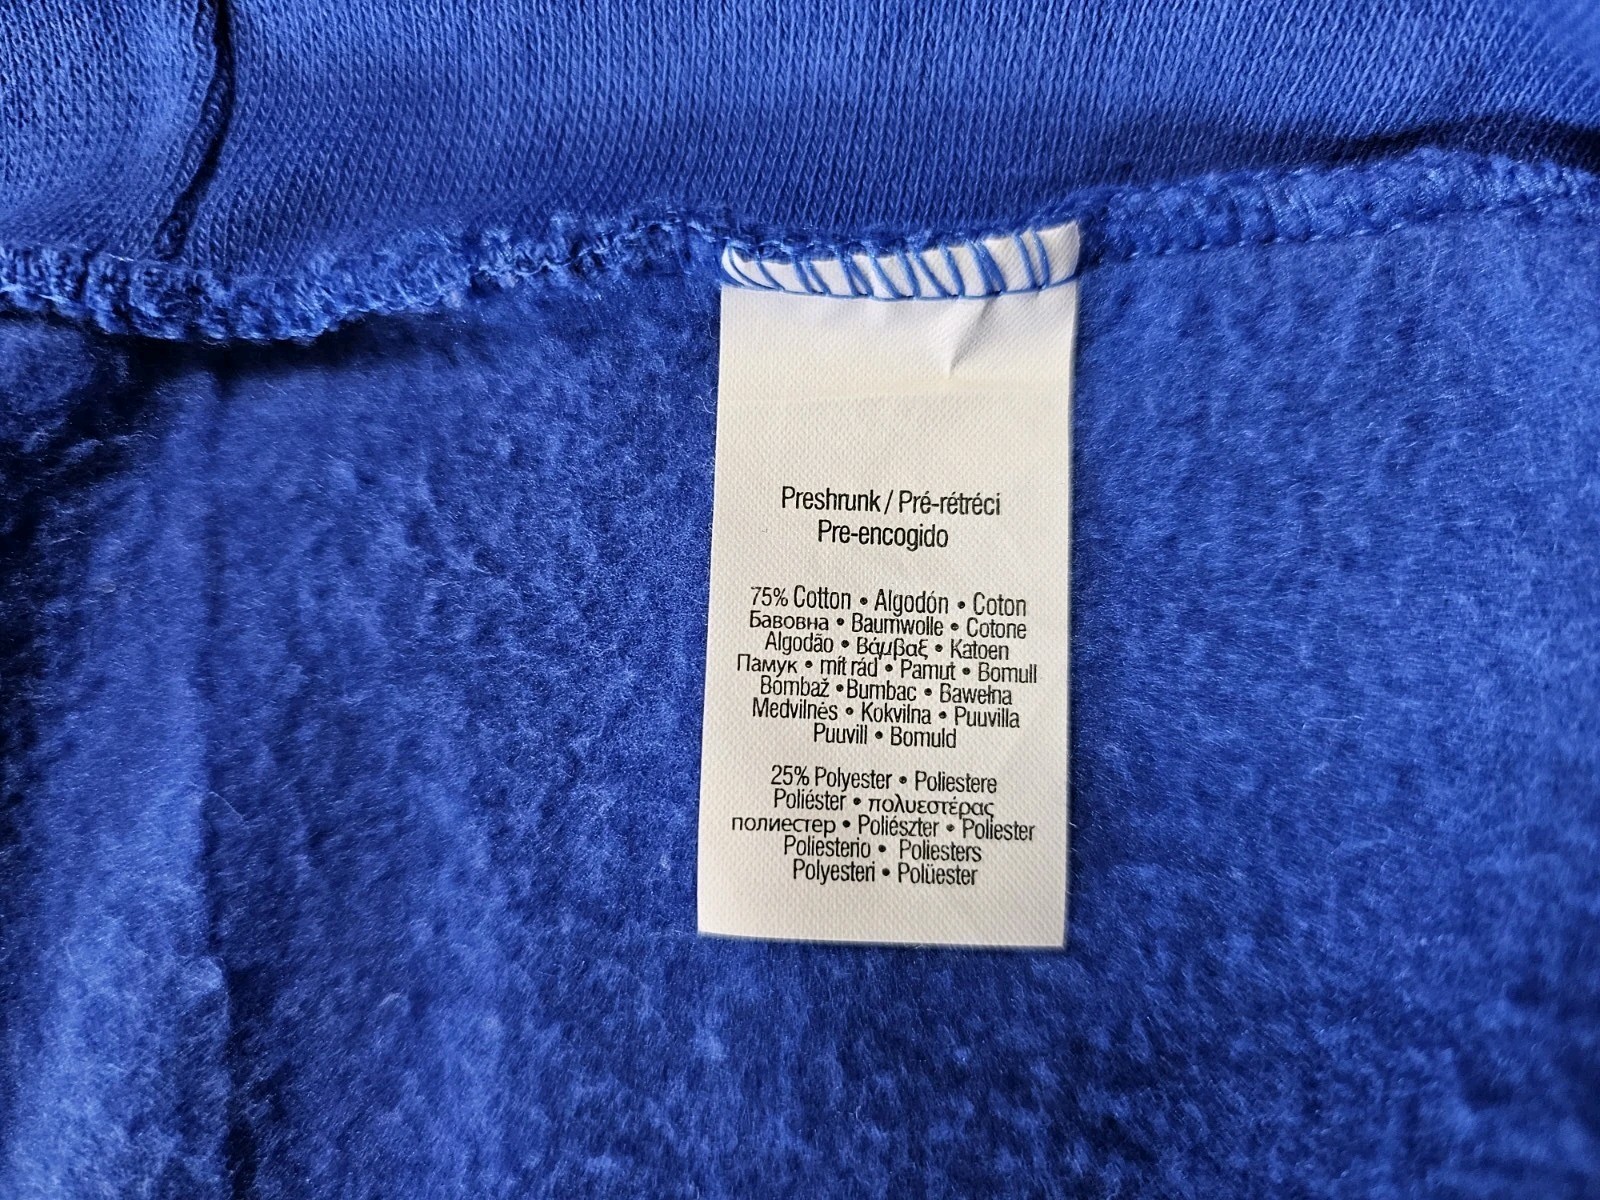 Preshrunk / Pré-rétréci
Pre-encogido
75% Cotton • Algodón • Coton
Бавовна • Baumwolle • Cotone
Algodão • Βάμβαξ • Katoen
Памук • mít rád • Pamut • Bomull
Bombaž • Bumbac • Bawełna
Medvilnės • Kokvilna • Puuvilla
Puuvill • Bomuld
25% Polyester • Poliestere
Poliéster • πολυεστέρας
полиестер • Poliészter • Poliester
Poliesterio • Poliesters
Polyesteri • Polüester